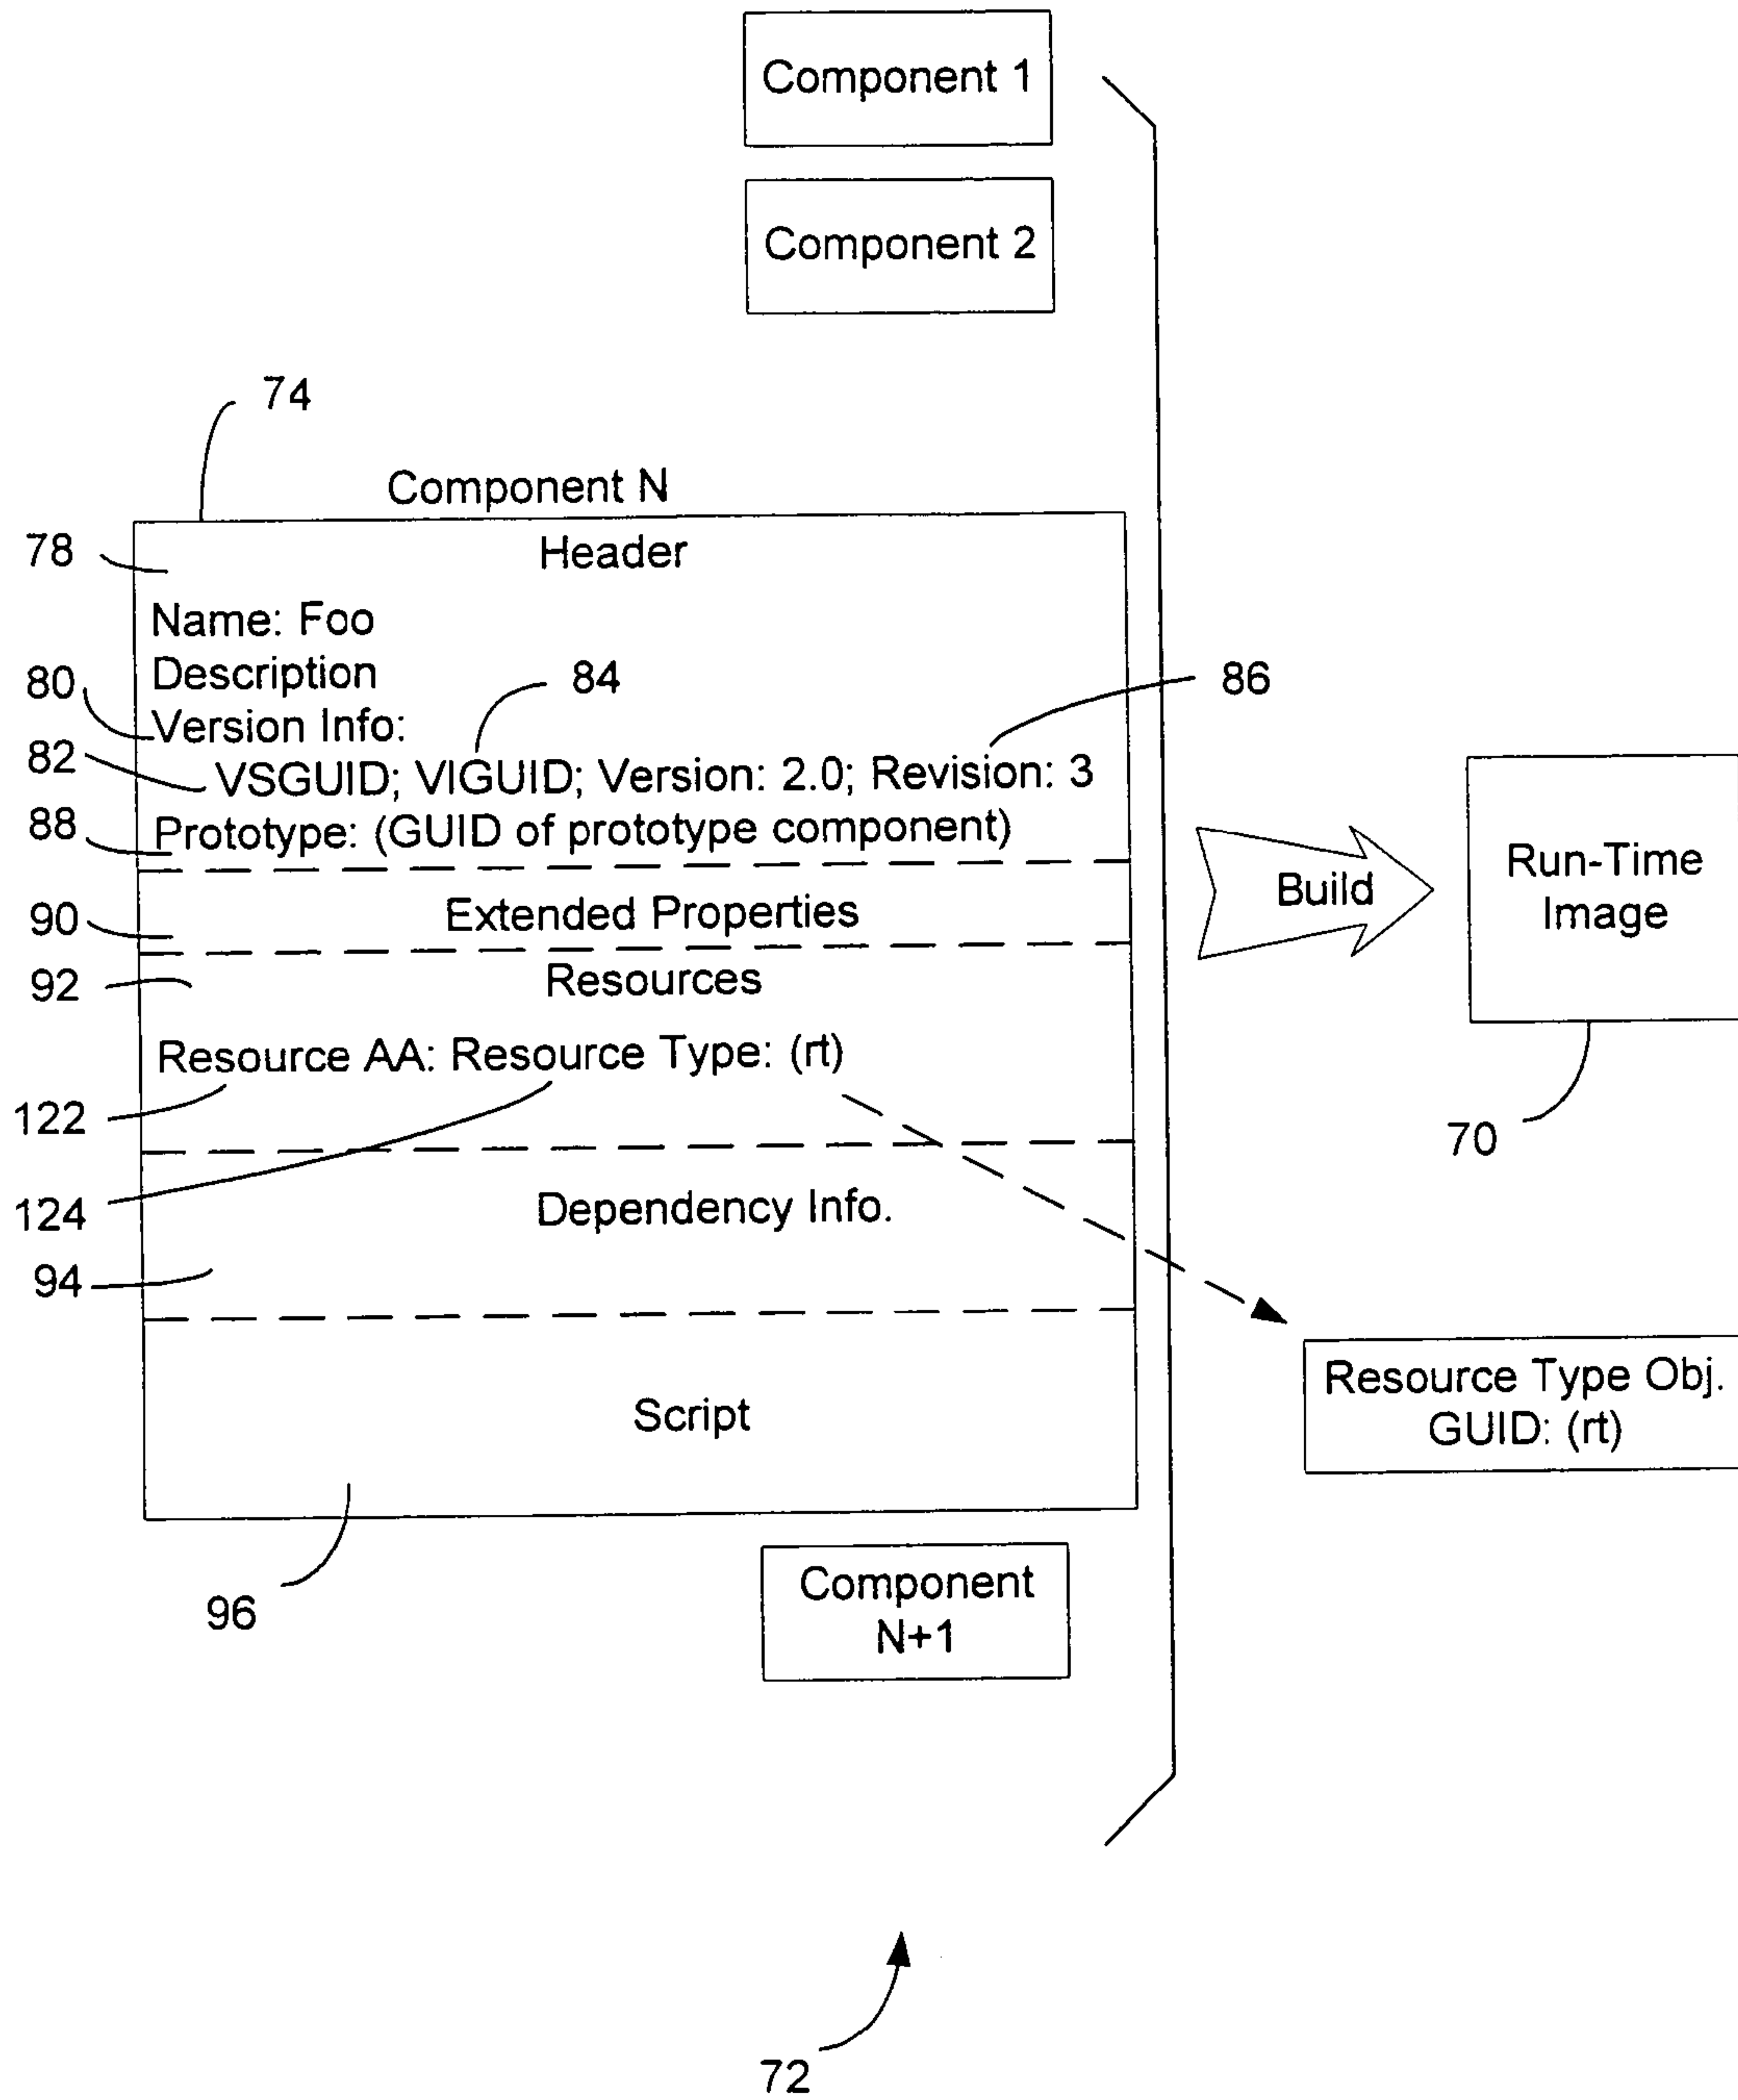 Component 1
Component 2
74
Component N
78
Header
Name: Foo
Description
80
84
86
Version Info:
82
VSGUID; VIGUID; Version: 2.0; Revision: 3
88
Prototype: (GUID of prototype component)
Build
Run-Time
Image
90
Extended Properties
92
Resources
Resource AA: Resource Type: (rt)
122
70
124
Dependency Info.
94
Resource Type Obj.
GUID: (rt)
Script
96
Component
N+1
72